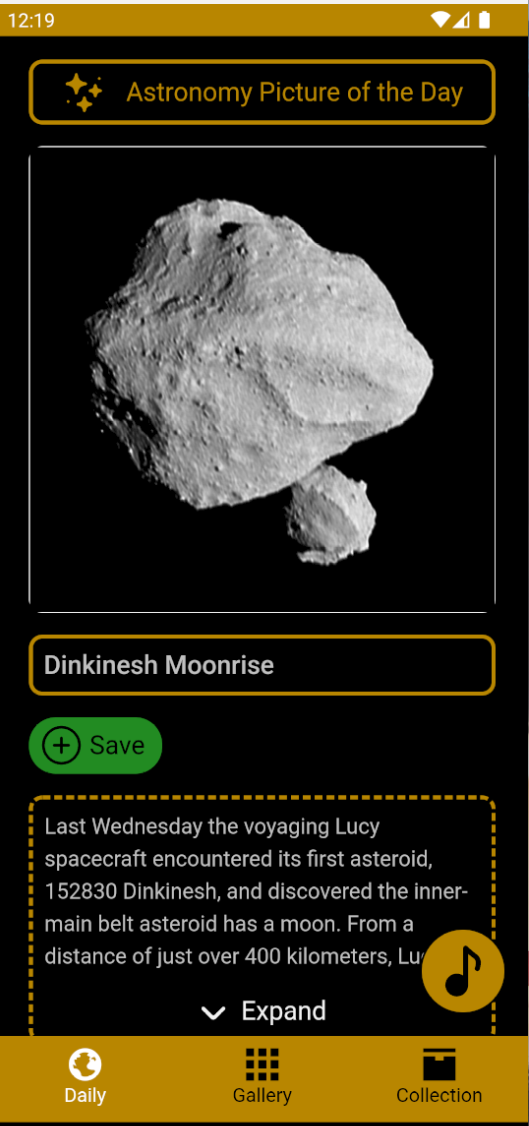 12:19
Astronomy Picture of the Day
Dinkinesh Moonrise
Save
Last Wednesday the voyaging Lucy
spacecraft encountered its first asteroid,
152830 Dinkinesh, and discovered the inner-
main belt asteroid has a moon. From a
distance of just over 400 kilometers,
Expand
Daily
Gallery
Collection